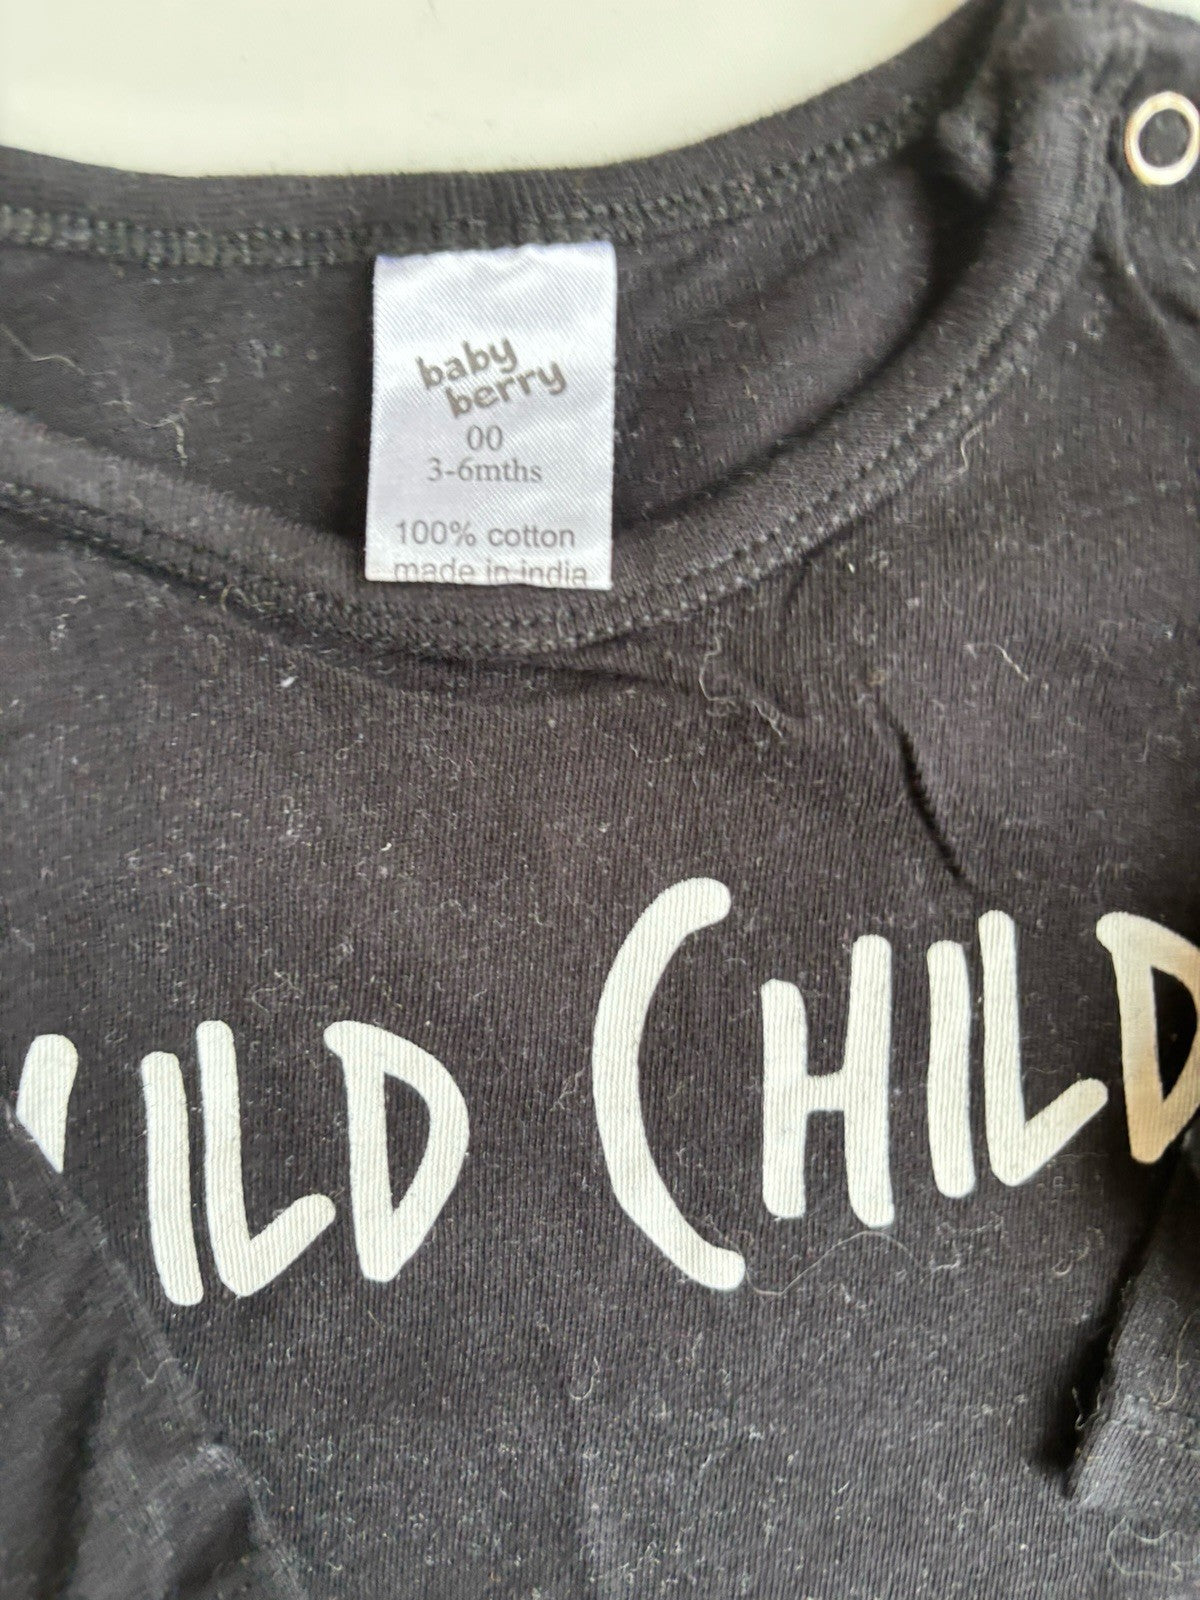 baby
berry
00
3-6mths
100% cotton
made in india
ILD CHILD